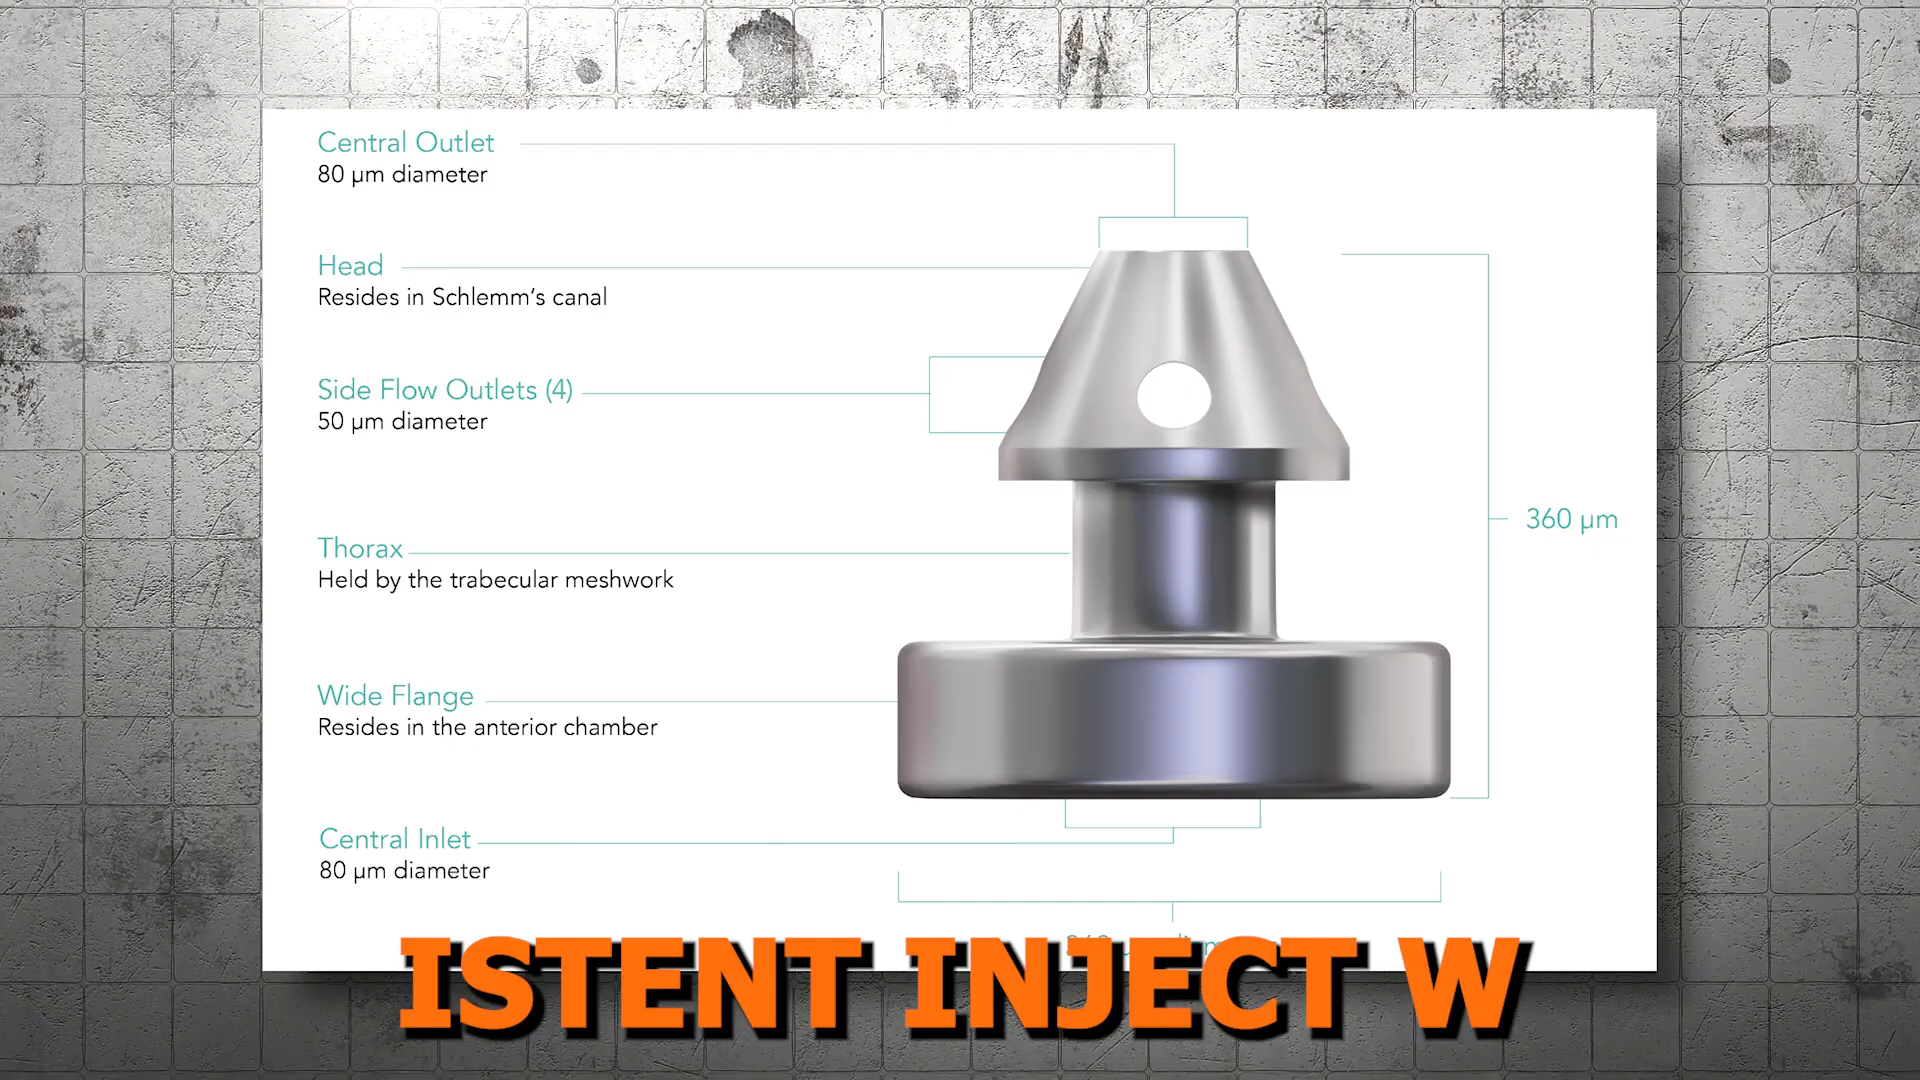 Central Outlet
80 µm diameter
Head
Resides in Schlemm's canal
Side Flow Outlets (4)
50 µm diameter
Thorax
Held by the trabecular meshwork
360 µm
Wide Flange
Resides in the anterior chamber
Central Inlet
80 µm diameter
ISTENT INJECT W